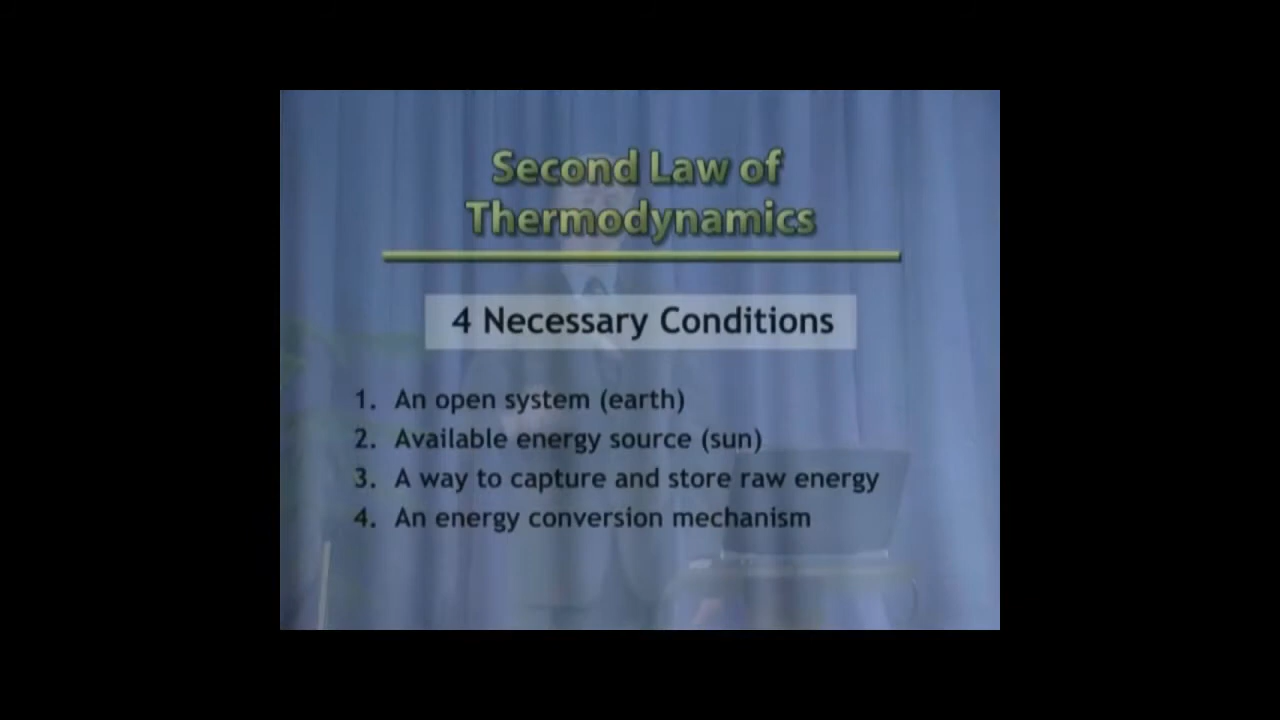 Second Law of
Thermodynamics
4 Necessary Conditions
1. An open system (earth)
2. Available energy source (sun)
3. A way to capture and store raw energy
4. An energy conversion mechanism